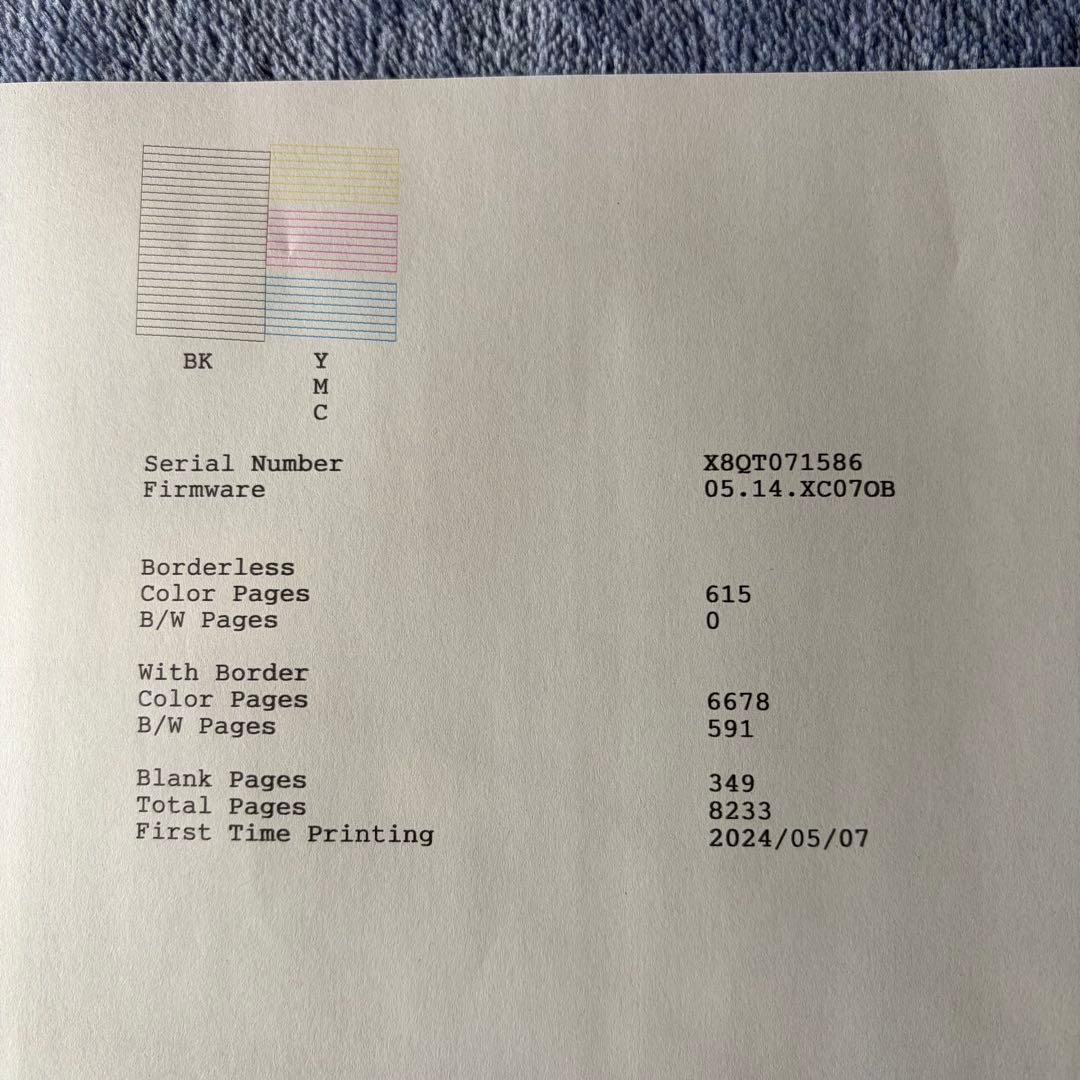 BK Y
M
C
Serial Number X8QT071586
Firmware 05.14.XC07OB
Borderless
Color Pages 615
B/W Pages 0
With Border
Color Pages 6678
B/W Pages 591
Blank Pages 349
Total Pages 8233
First Time Printing 2024/05/07